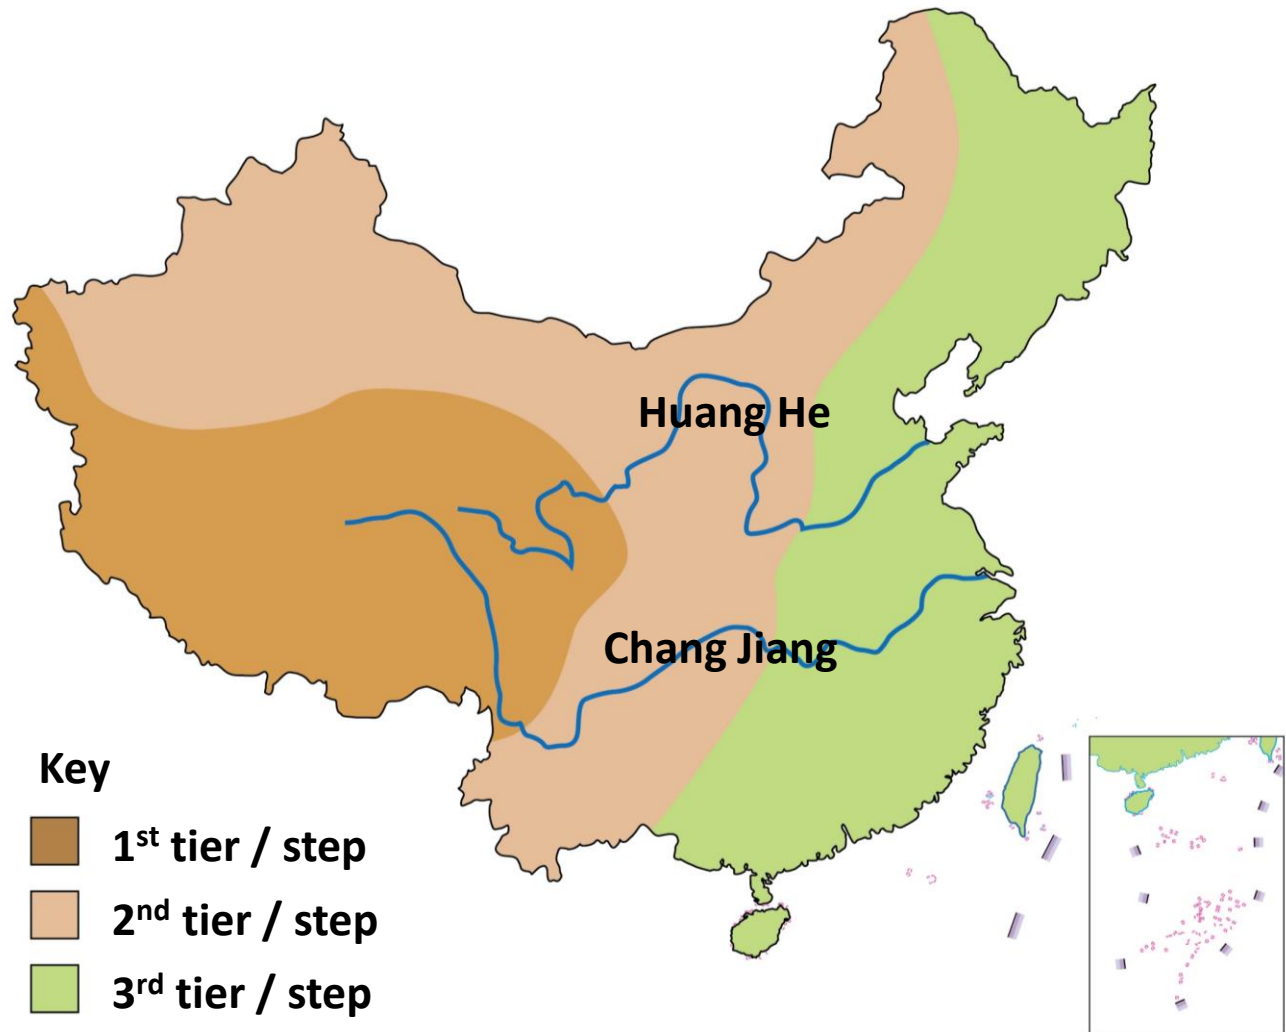 Huang He
Chang Jiang
Key
1st tier / step
2nd tier / step
3rd tier / step